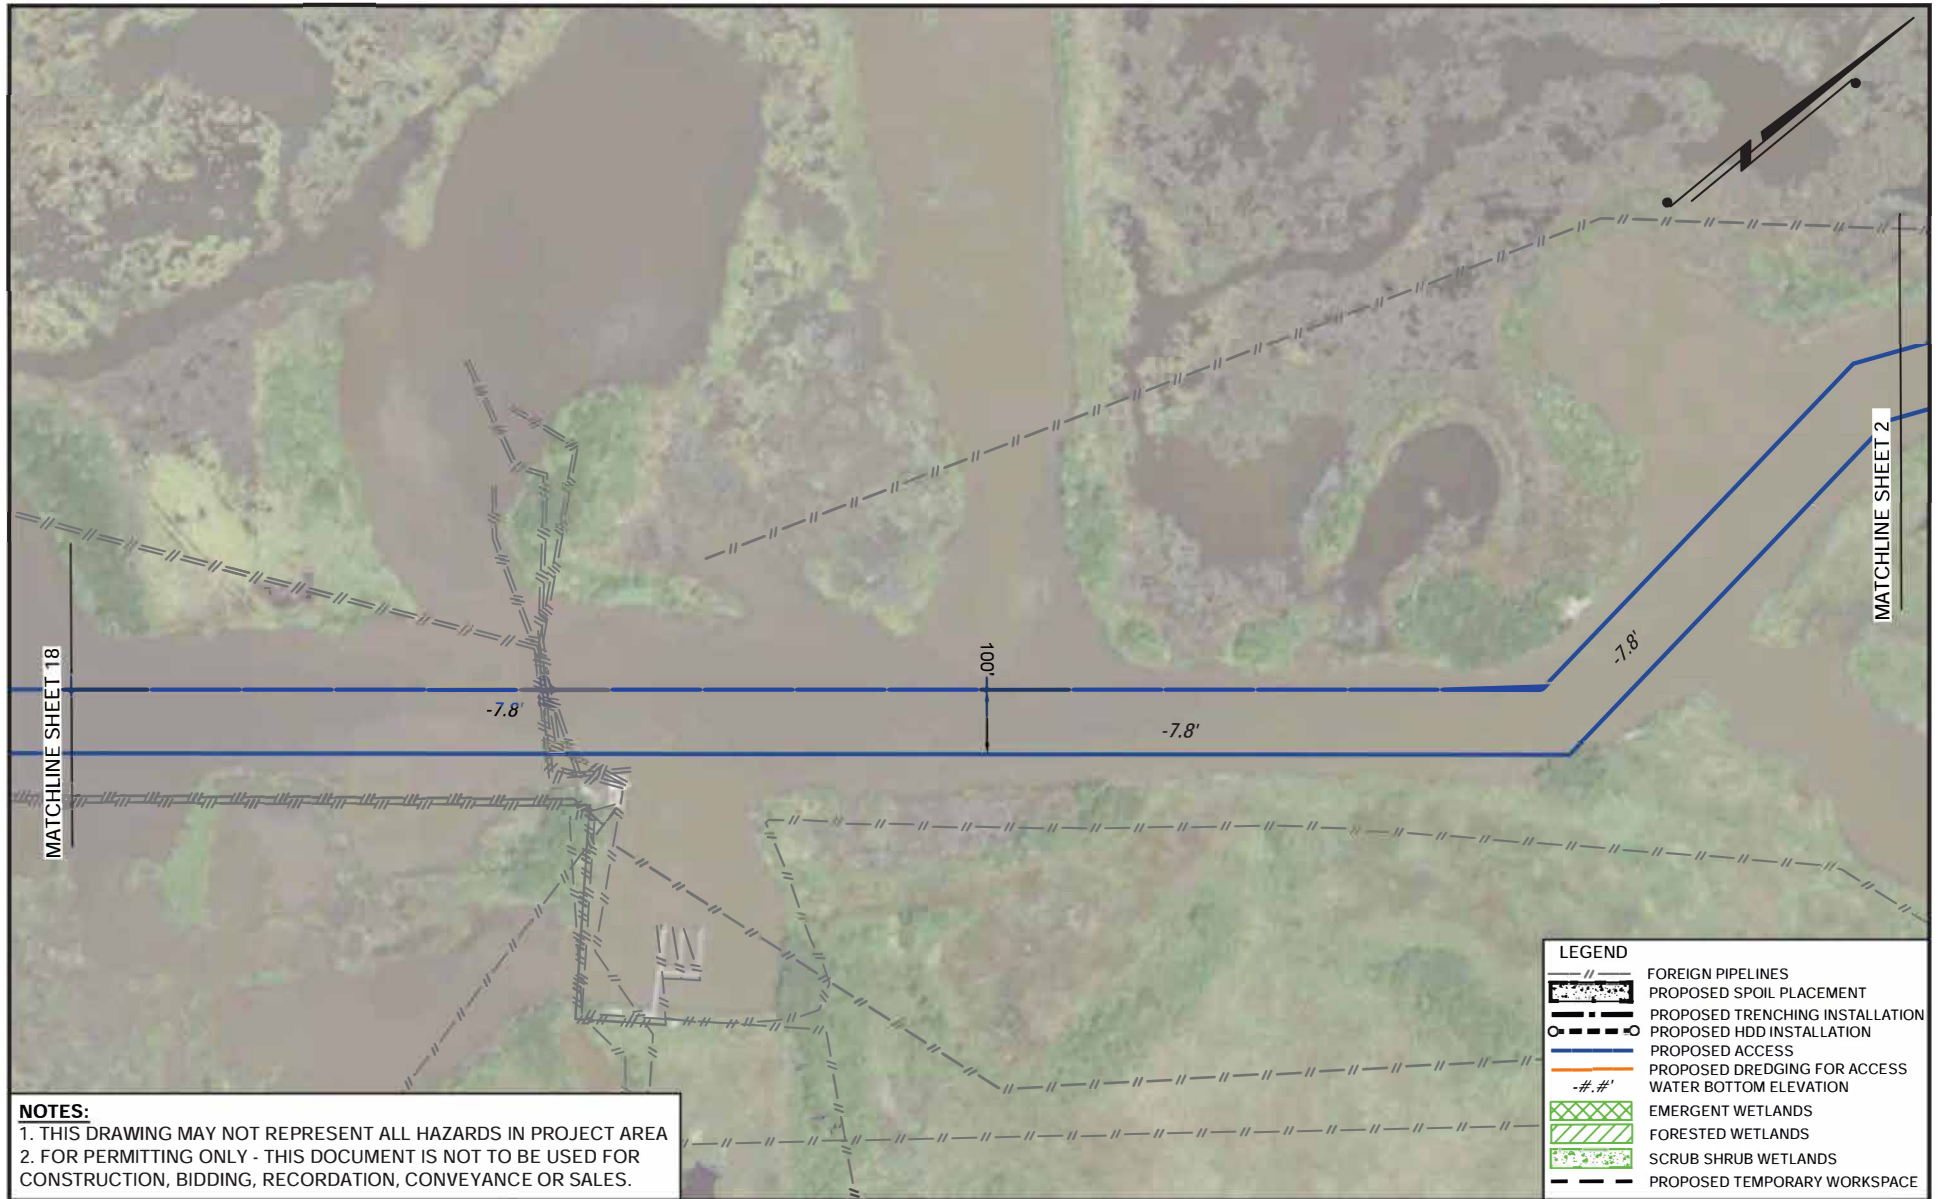 100'
-7.8'
-7.8'
-7.8'
MATCHLINE SHEET 18
MATCHLINE SHEET 2
N
LEGEND
FOREIGN PIPELINES
PROPOSED SPOIL PLACEMENT
PROPOSED TRENCHING INSTALLATION
PROPOSED HDD INSTALLATION
PROPOSED ACCESS
PROPOSED DREDGING FOR ACCESS
-#.#' WATER BOTTOM ELEVATION
EMERGENT WETLANDS
FORESTED WETLANDS
SCRUB SHRUB WETLANDS
PROPOSED TEMPORARY WORKSPACE
NOTES:
1. THIS DRAWING MAY NOT REPRESENT ALL HAZARDS IN PROJECT AREA
2. FOR PERMITTING ONLY - THIS DOCUMENT IS NOT TO BE USED FOR
CONSTRUCTION, BIDDING, RECORDATION, CONVEYANCE OR SALES.